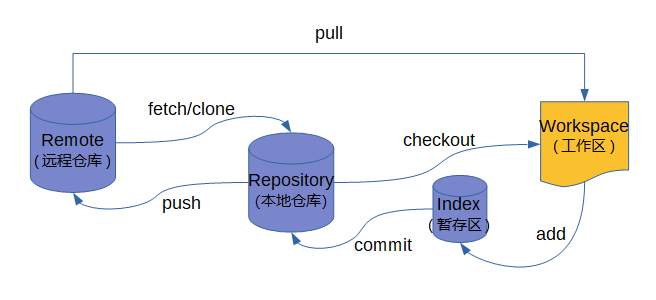 pull
fetch/clone
Remote
(远程仓库)
checkout
Workspace
(工作区)
Repository
(本地仓库)
push
Index
(暂存区)
commit
add